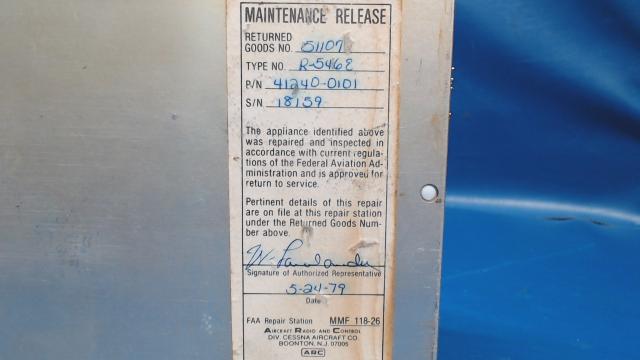 MAINTENANCE RELEASE
RETURNED
GOODS NO. 51107
TYPE NO. R-546E
P/N 41240-0101
S/N 18159
The appliance identified above
was repaired and inspected in
accordance with current regula-
tions of the Federal Aviation Ad-
ministration and is approved for
return to service.
Pertinent details of this repair
are on file at this repair station
under the Returned Goods Num-
ber above.
Signature of Authorized Representative
5-24-79
Date
FAA Repair Station MMF 118-26
AIRCRAFT RADIO AND CONTROL
DIV. CESSNA AIRCRAFT CO.
BOONTON, N.J. 07005
ARC